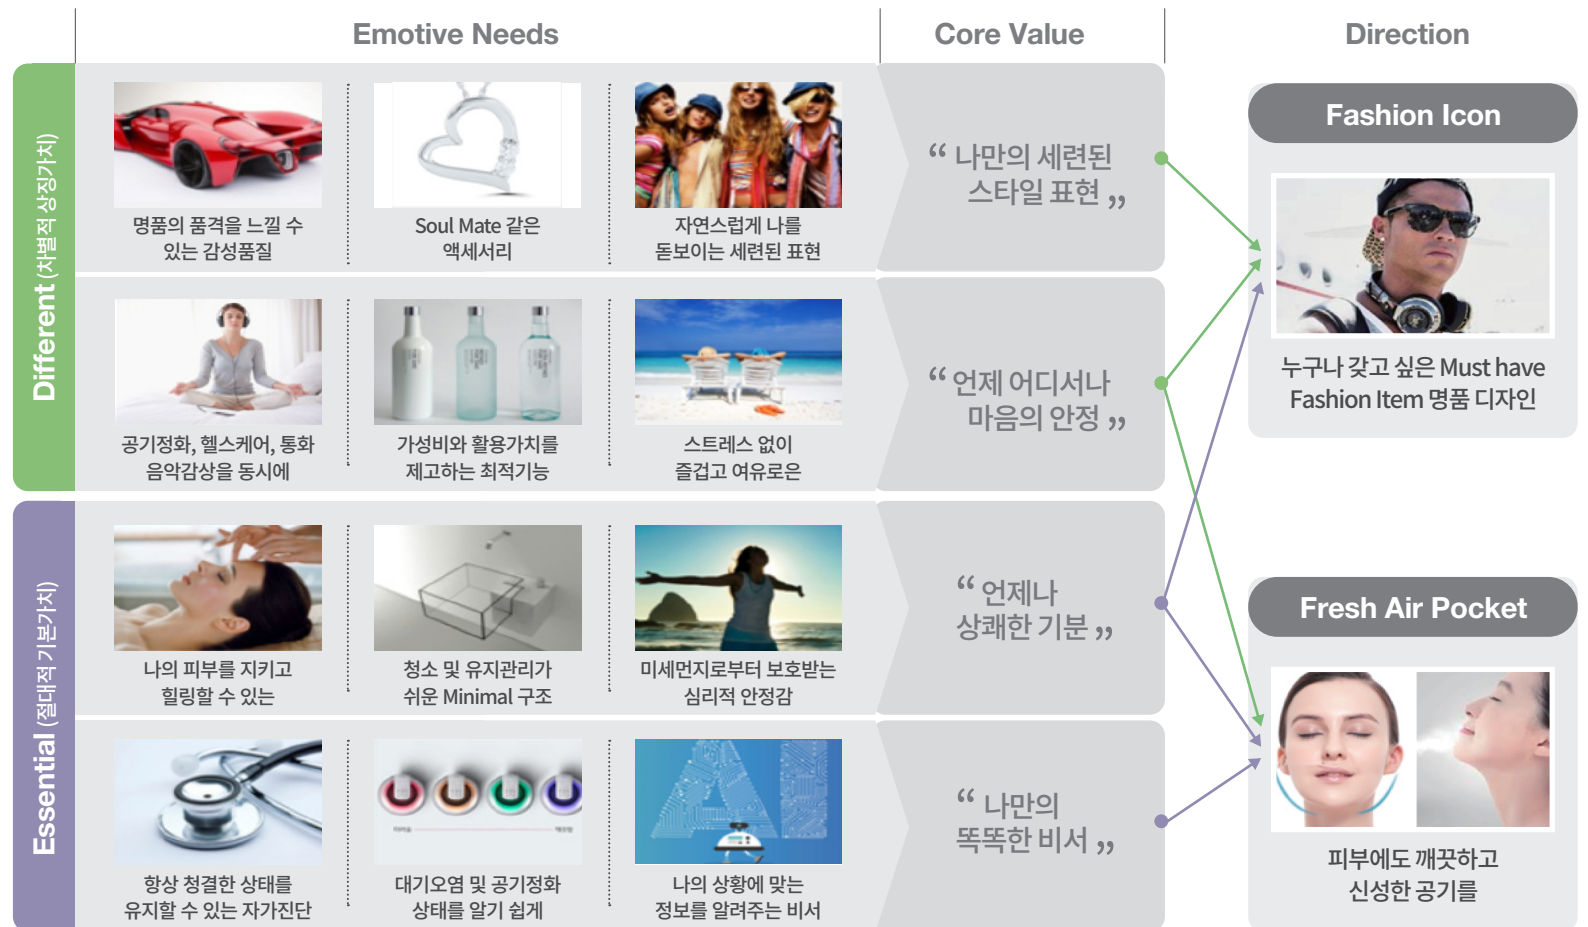 Emotive Needs
Core Value
Direction
Different (차별적 상징가치)
명품의 품격을 느낄 수
있는 감성품질
Soul Mate 같은
액세서리
자연스럽게 나를
돋보이는 세련된 표현
“ 나만의 세련된
스타일 표현 „
공기정화, 헬스케어, 통화
음악감상을 동시에
가성비와 활용가치를
제고하는 최적기능
스트레스 없이
즐겁고 여유로은
“ 언제 어디서나
마음의 안정 „
Essential (절대적 기본가치)
나의 피부를 지키고
힐링할 수 있는
청소 및 유지관리가
쉬운 Minimal 구조
미세먼지로부터 보호받는
심리적 안정감
“ 언제나
상쾌한 기분 „
항상 청결한 상태를
유지할 수 있는 자가진단
대기오염 및 공기정화
상태를 알기 쉽게
AI
나의 상황에 맞는
정보를 알려주는 비서
“ 나만의
똑똑한 비서 „
Fashion Icon
누구나 갖고 싶은 Must have
Fashion Item 명품 디자인
Fresh Air Pocket
피부에도 깨끗하고
신성한 공기를